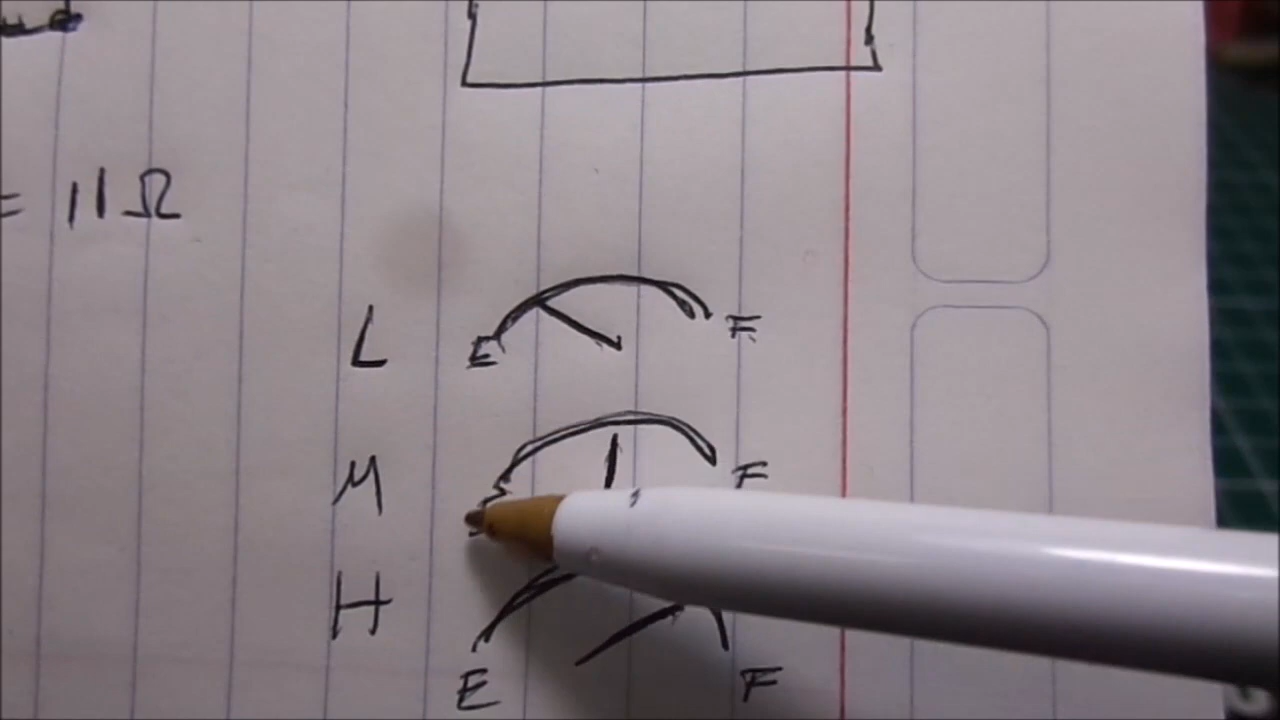 = 11Ω
L E F
M F
H
E F